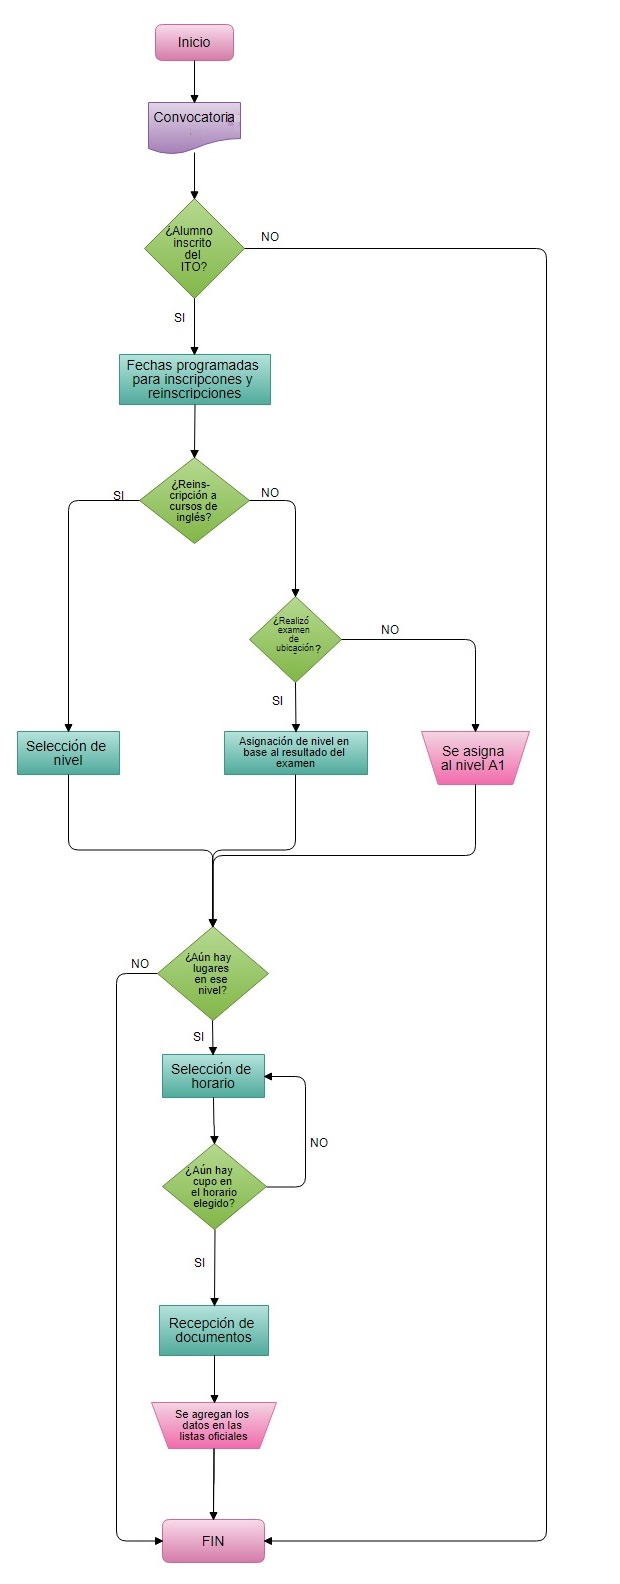 Inicio
Convocatoria
¿Alumno
inscrito
del
ITO?
NO
SI
Fechas programadas
para inscripcones y
reinscripciones
¿Reins-
cripción a
cursos de
inglés?
SI
NO
¿Realizó
examen
de
ubicación?
NO
SI
Selección de
nivel
Asignación de nivel en
base al resultado del
examen
Se asigna
al nivel A1
¿Aún hay
lugares
en ese
nivel?
NO
SI
Selección de
horario
NO
¿Aún hay
cupo en
el horario
elegido?
SI
Recepción de
documentos
Se agregan los
datos en las
listas oficiales
FIN